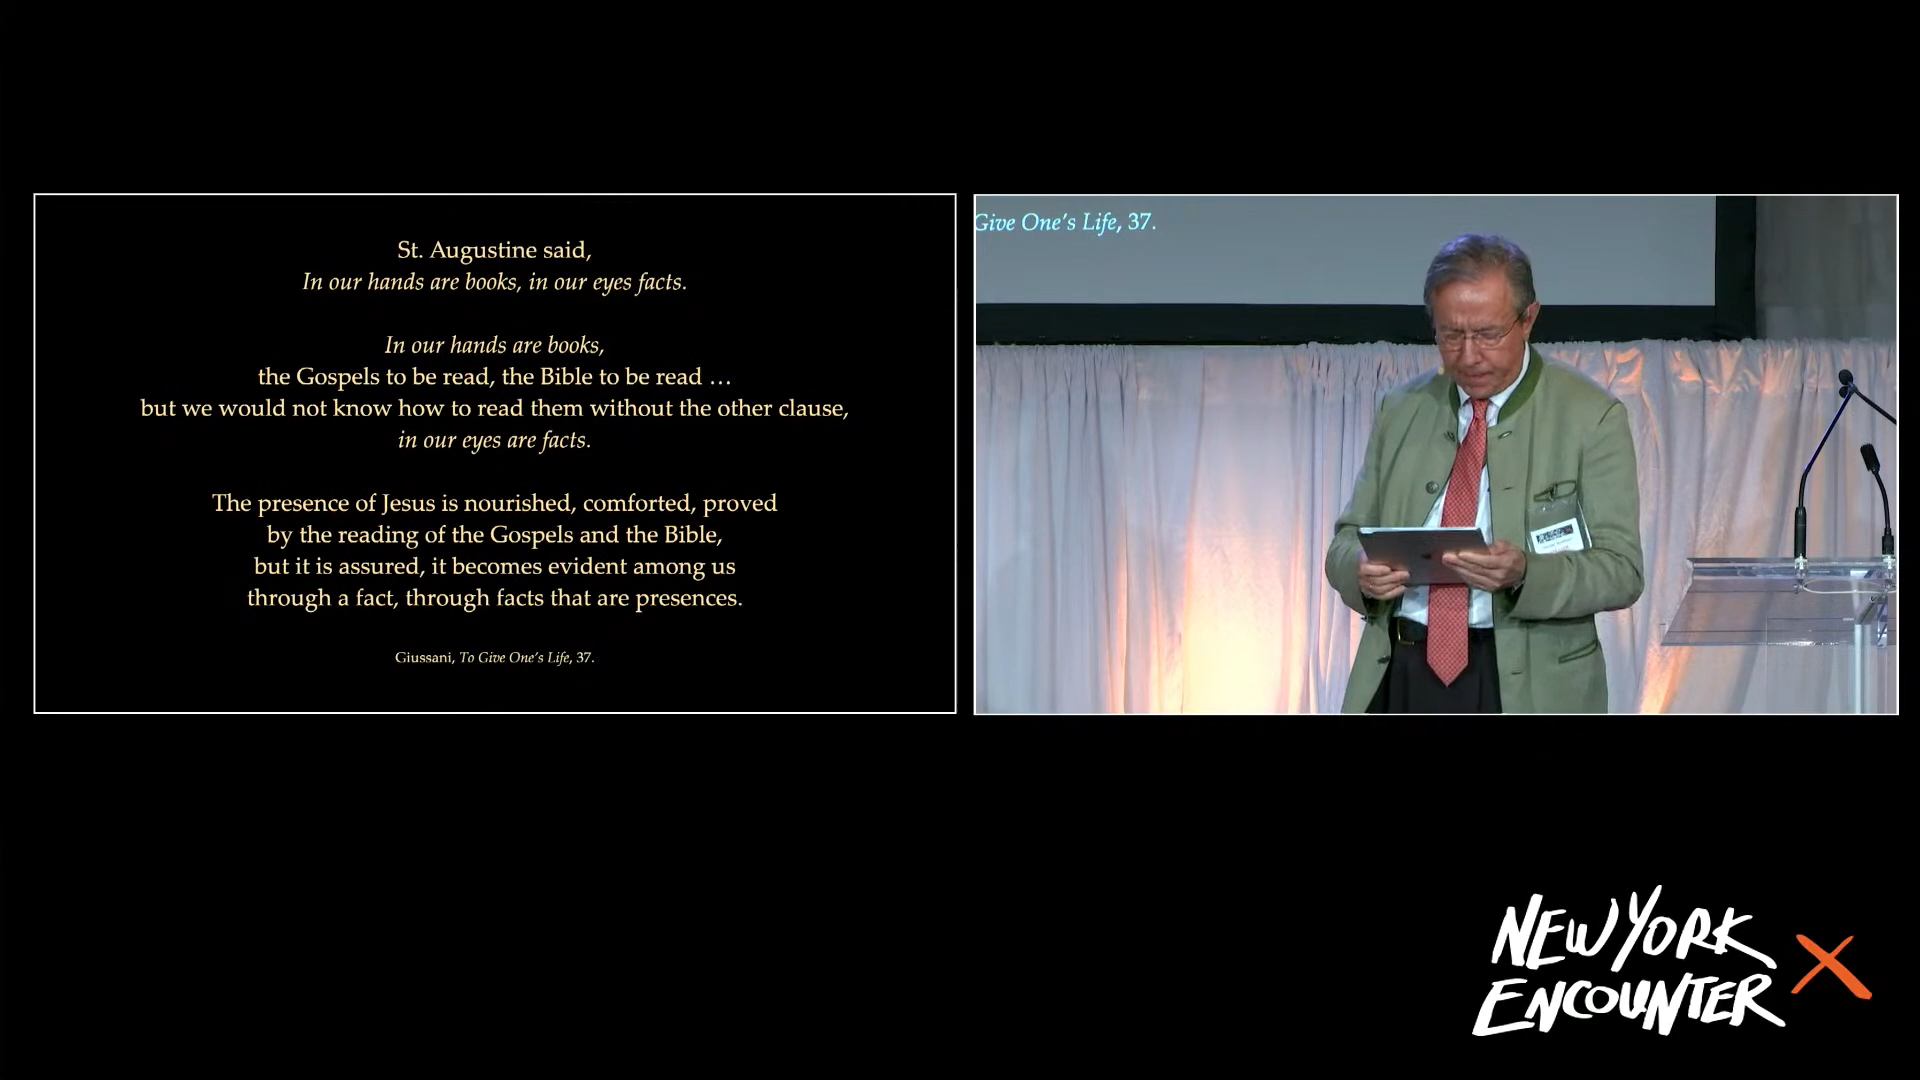 St. Augustine said,
In our hands are books, in our eyes facts.
In our hands are books,
the Gospels to be read, the Bible to be read …
but we would not know how to read them without the other clause,
in our eyes are facts.
The presence of Jesus is nourished, comforted, proved
by the reading of the Gospels and the Bible,
but it is assured, it becomes evident among us
through a fact, through facts that are presences.
Giussani, To Give One's Life, 37.
Give One's Life, 37.
NEW YORK
ENCOUNTER